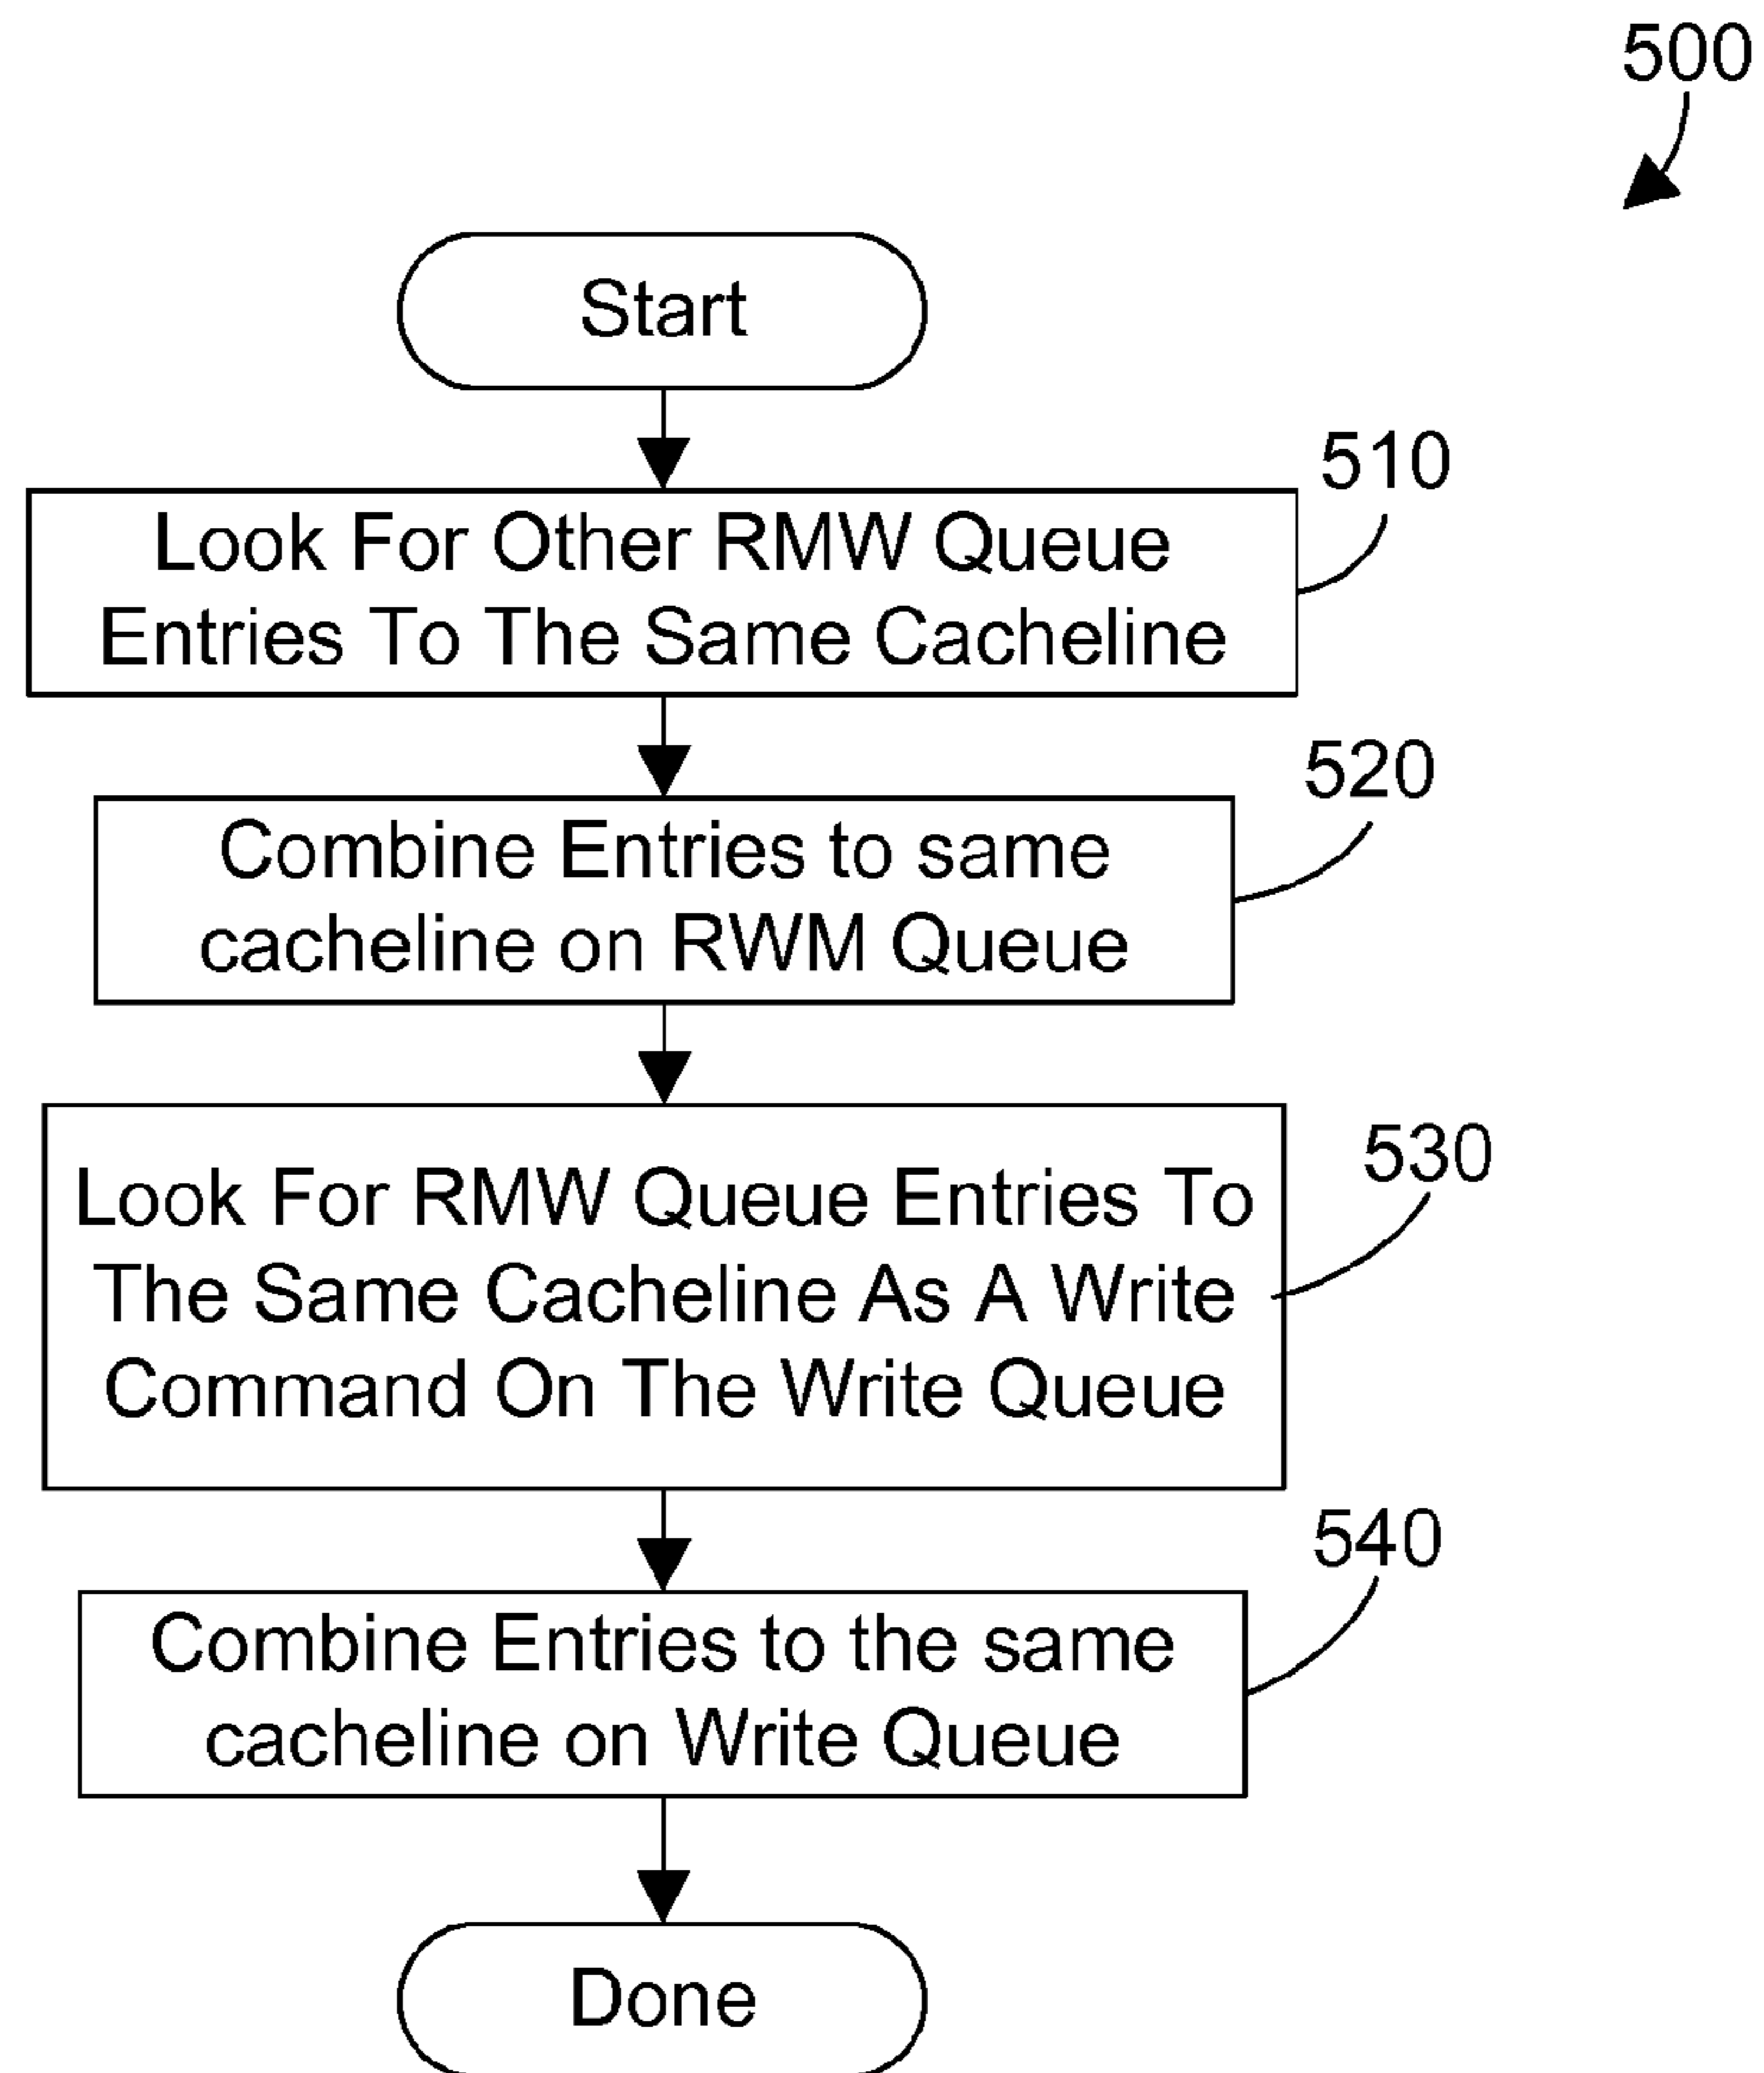 500
Start
510
Look For Other RMW Queue
Entries To The Same Cacheline
520
Combine Entries to same
cacheline on RWM Queue
530
Look For RMW Queue Entries To
The Same Cacheline As A Write
Command On The Write Queue
540
Combine Entries to the same
cacheline on Write Queue
Done